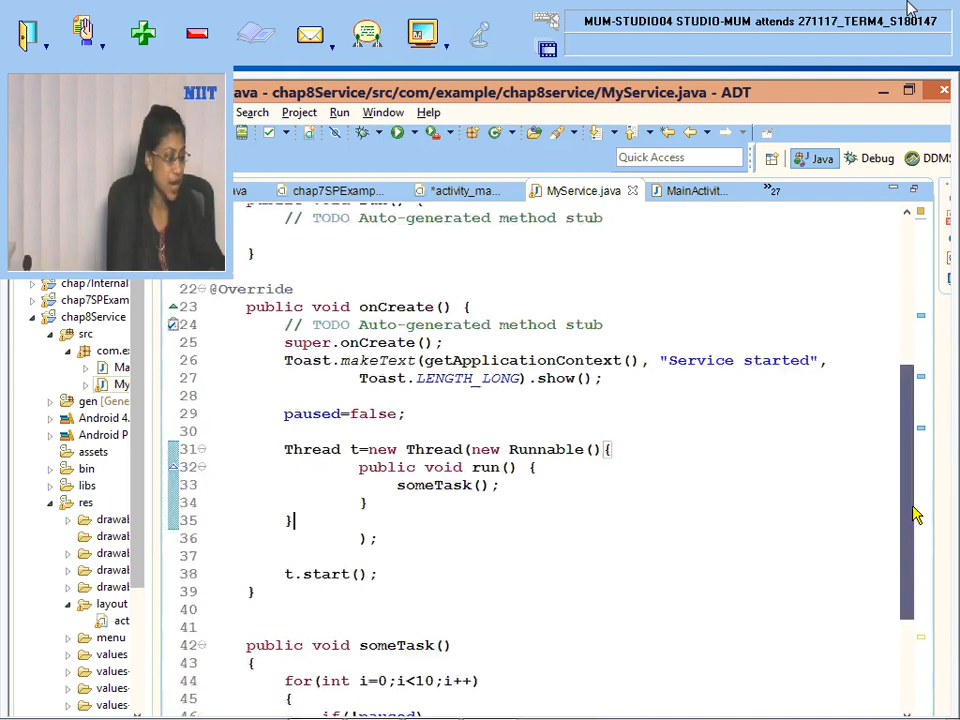 MUM-STUDIO04 STUDIO-MUM attends 271117_TERM4_S180147
NIIT
ava - chap8Service/src/com/example/chap8service/MyService.java - ADT
Search Project Run Window Help
Quick Access
Java
Debug
DDM
ava
chap7SPExamp...
*activity_ma...
MyService.java
MainActivit...
»27
// TODO Auto-generated method stub
}
22 @Override
23 public void onCreate() {
24 // TODO Auto-generated method stub
25 super.onCreate();
26 Toast.makeText(getApplicationContext(), "Service started",
27 Toast.LENGTH_LONG).show();
28
29 paused=false;
30
31 Thread t=new Thread(new Runnable(){
32 public void run() {
33 someTask();
34 }
35 }
36 );
37
38 t.start();
39 }
40
41
42 public void someTask()
43 {
44 for(int i=0;i<10;i++)
45 {
if(!paused)
chap7Internal
chap7SPExam
chap8Service
src
com.ex
Ma
My
gen [Gene
Android 4.
Android P
assets
bin
libs
res
drawab
drawab
drawab
drawab
drawab
layout
act
menu
values
values-
values-
values-